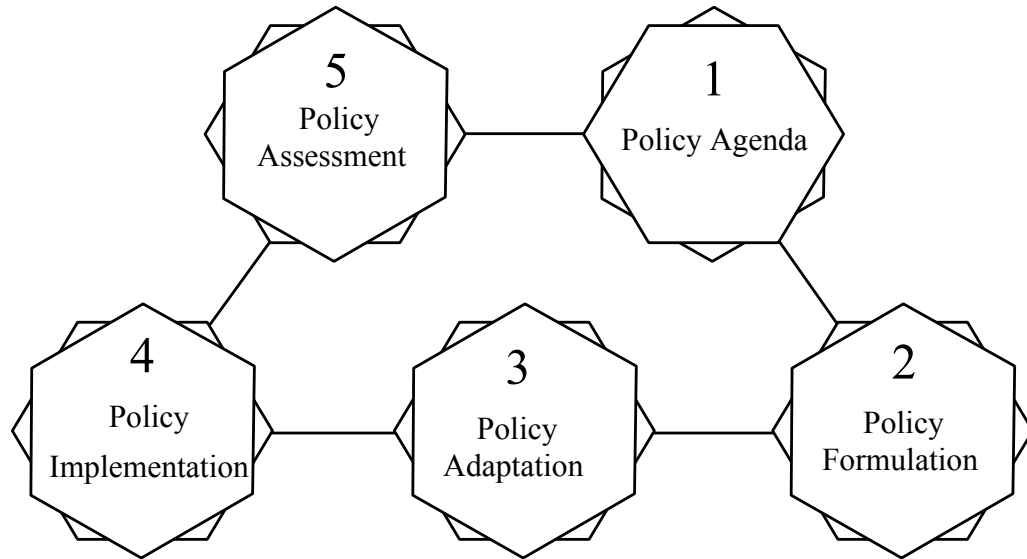 5
Policy
Assessment
1
Policy Agenda
4
Policy
Implementation
3
Policy
Adaptation
2
Policy
Formulation